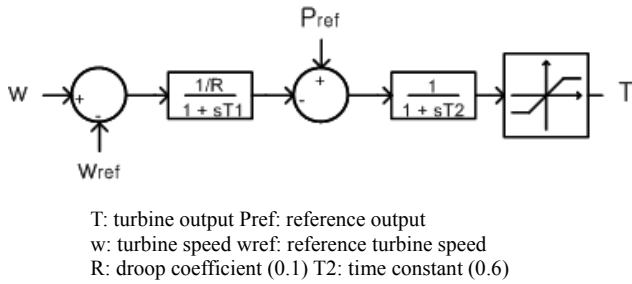 Pref
w
+
-
Wref
1/R
1 + sT1
+
-
1
1 + sT2
T
T: turbine output Pref: reference output
w: turbine speed wref: reference turbine speed
R: droop coefficient (0.1) T2: time constant (0.6)